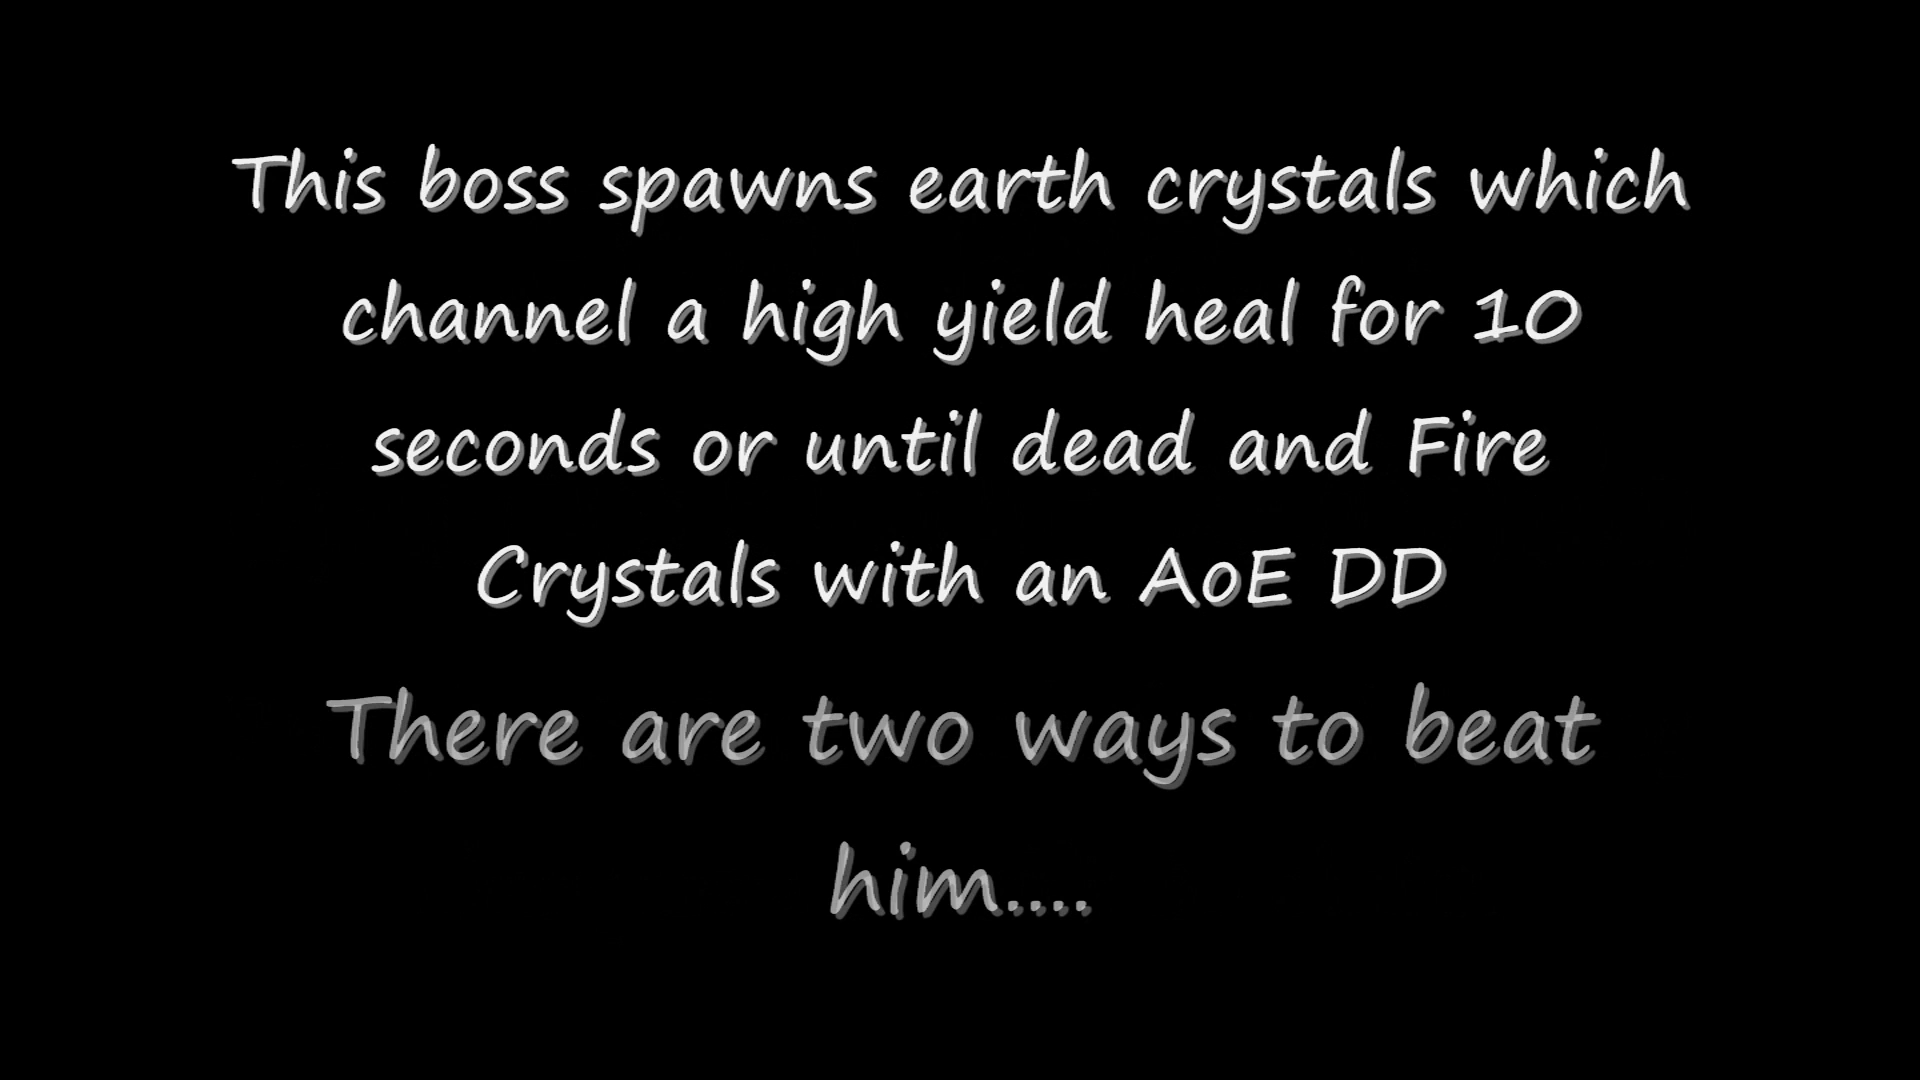 This boss spawns earth crystals which
channel a high yield heal for 10
seconds or until dead and Fire
Crystals with an AoE DD
There are two ways to beat
him....